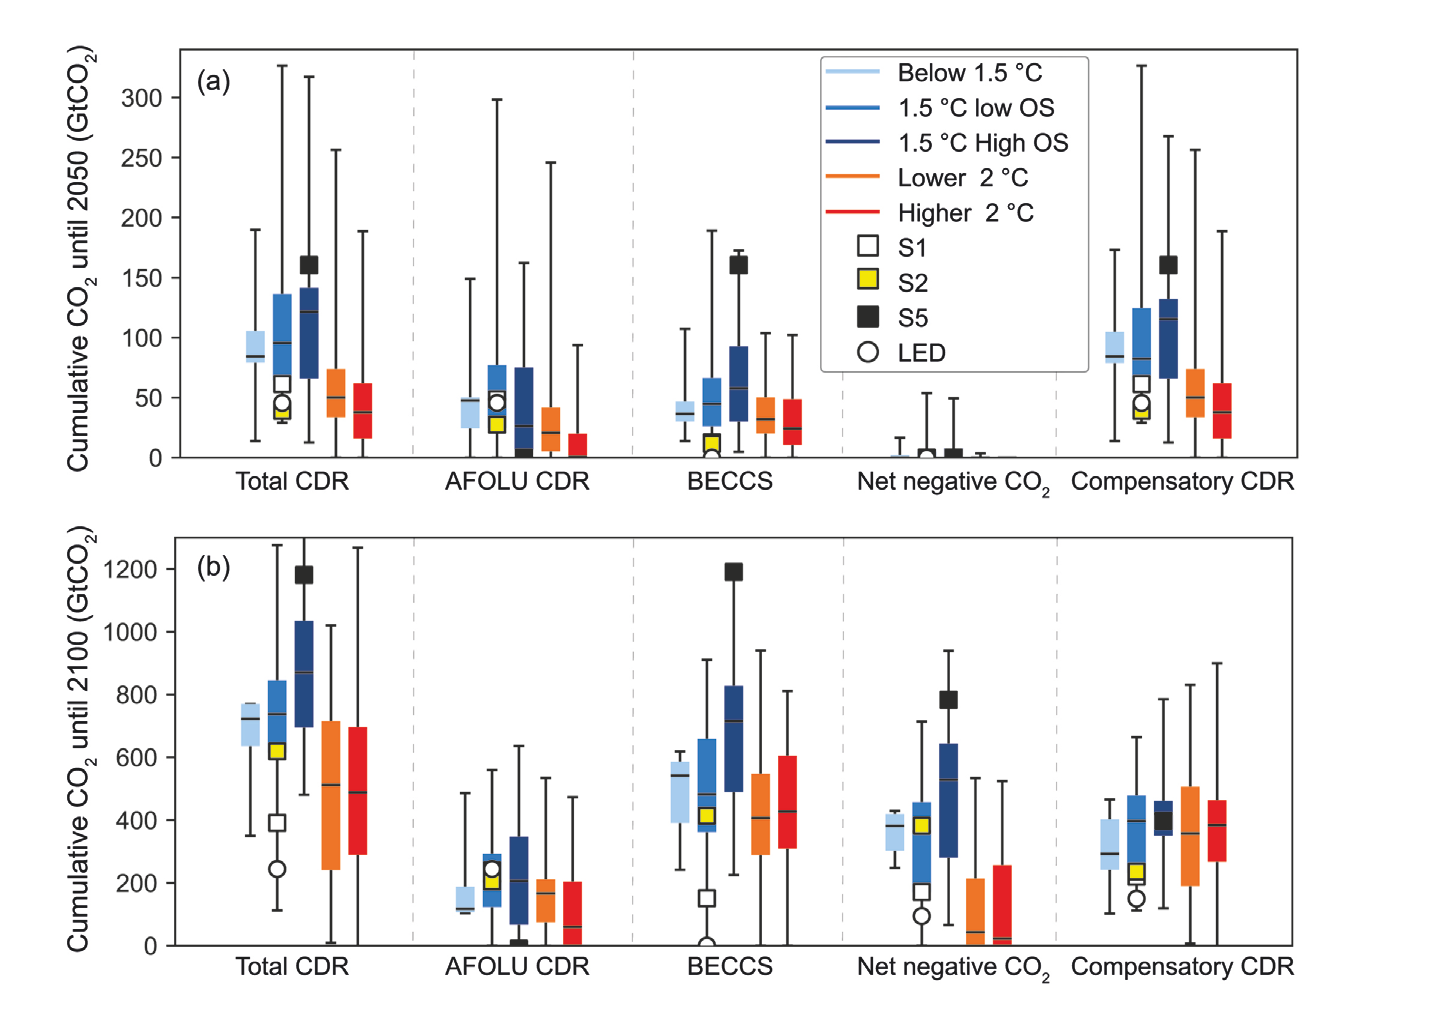 Cumulative CO2 until 2050 (GtCO2)
(a)
300
250
200
150
100
50
0
Below 1.5 °C
1.5 °C low OS
1.5 °C High OS
Lower 2 °C
Higher 2 °C
S1
S2
S5
LED
Total CDR
AFOLU CDR
BECCS
Net negative CO2
Compensatory CDR
Cumulative CO2 until 2100 (GtCO2)
(b)
1200
1000
800
600
400
200
0
Total CDR
AFOLU CDR
BECCS
Net negative CO2
Compensatory CDR